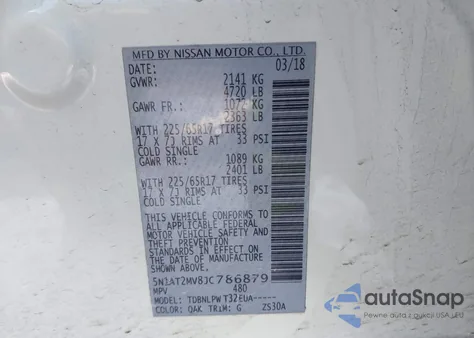 MFD BY NISSAN MOTOR CO., LTD.
DATE: 03/18
GVWR: 2141 KG
4720 LB
GAWR FR: 1072 KG
2363 LB
WITH 225/65R17 TIRES
17 X 7J RIMS AT 33 PSI
COLD SINGLE
GAWR RR: 1089 KG
2401 LB
WITH 225/65R17 TIRES
17 X 7J RIMS AT 33 PSI
COLD SINGLE
THIS VEHICLE CONFORMS TO
ALL APPLICABLE FEDERAL
MOTOR VEHICLE SAFETY AND
THEFT PREVENTION
STANDARDS IN EFFECT ON
THE DATE OF MANUFACTURE
SHOWN ABOVE.
5N1AT2MV8JC786879
MPV 480
MODEL: TDBNLPW T32EUA-----
COLOR: QAK TRIM: G ZS30A
autoSnap
Watermark